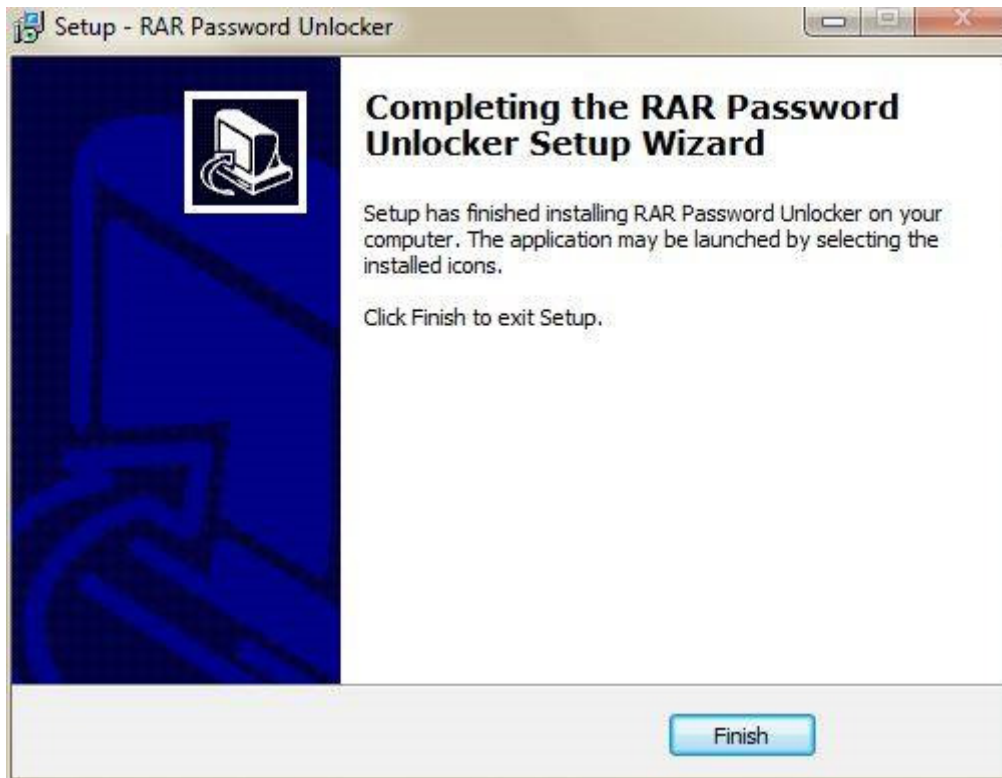 Setup - RAR Password Unlocker
Completing the RAR Password
Unlocker Setup Wizard
Setup has finished installing RAR Password Unlocker on your
computer. The application may be launched by selecting the
installed icons.
Click Finish to exit Setup.
Finish